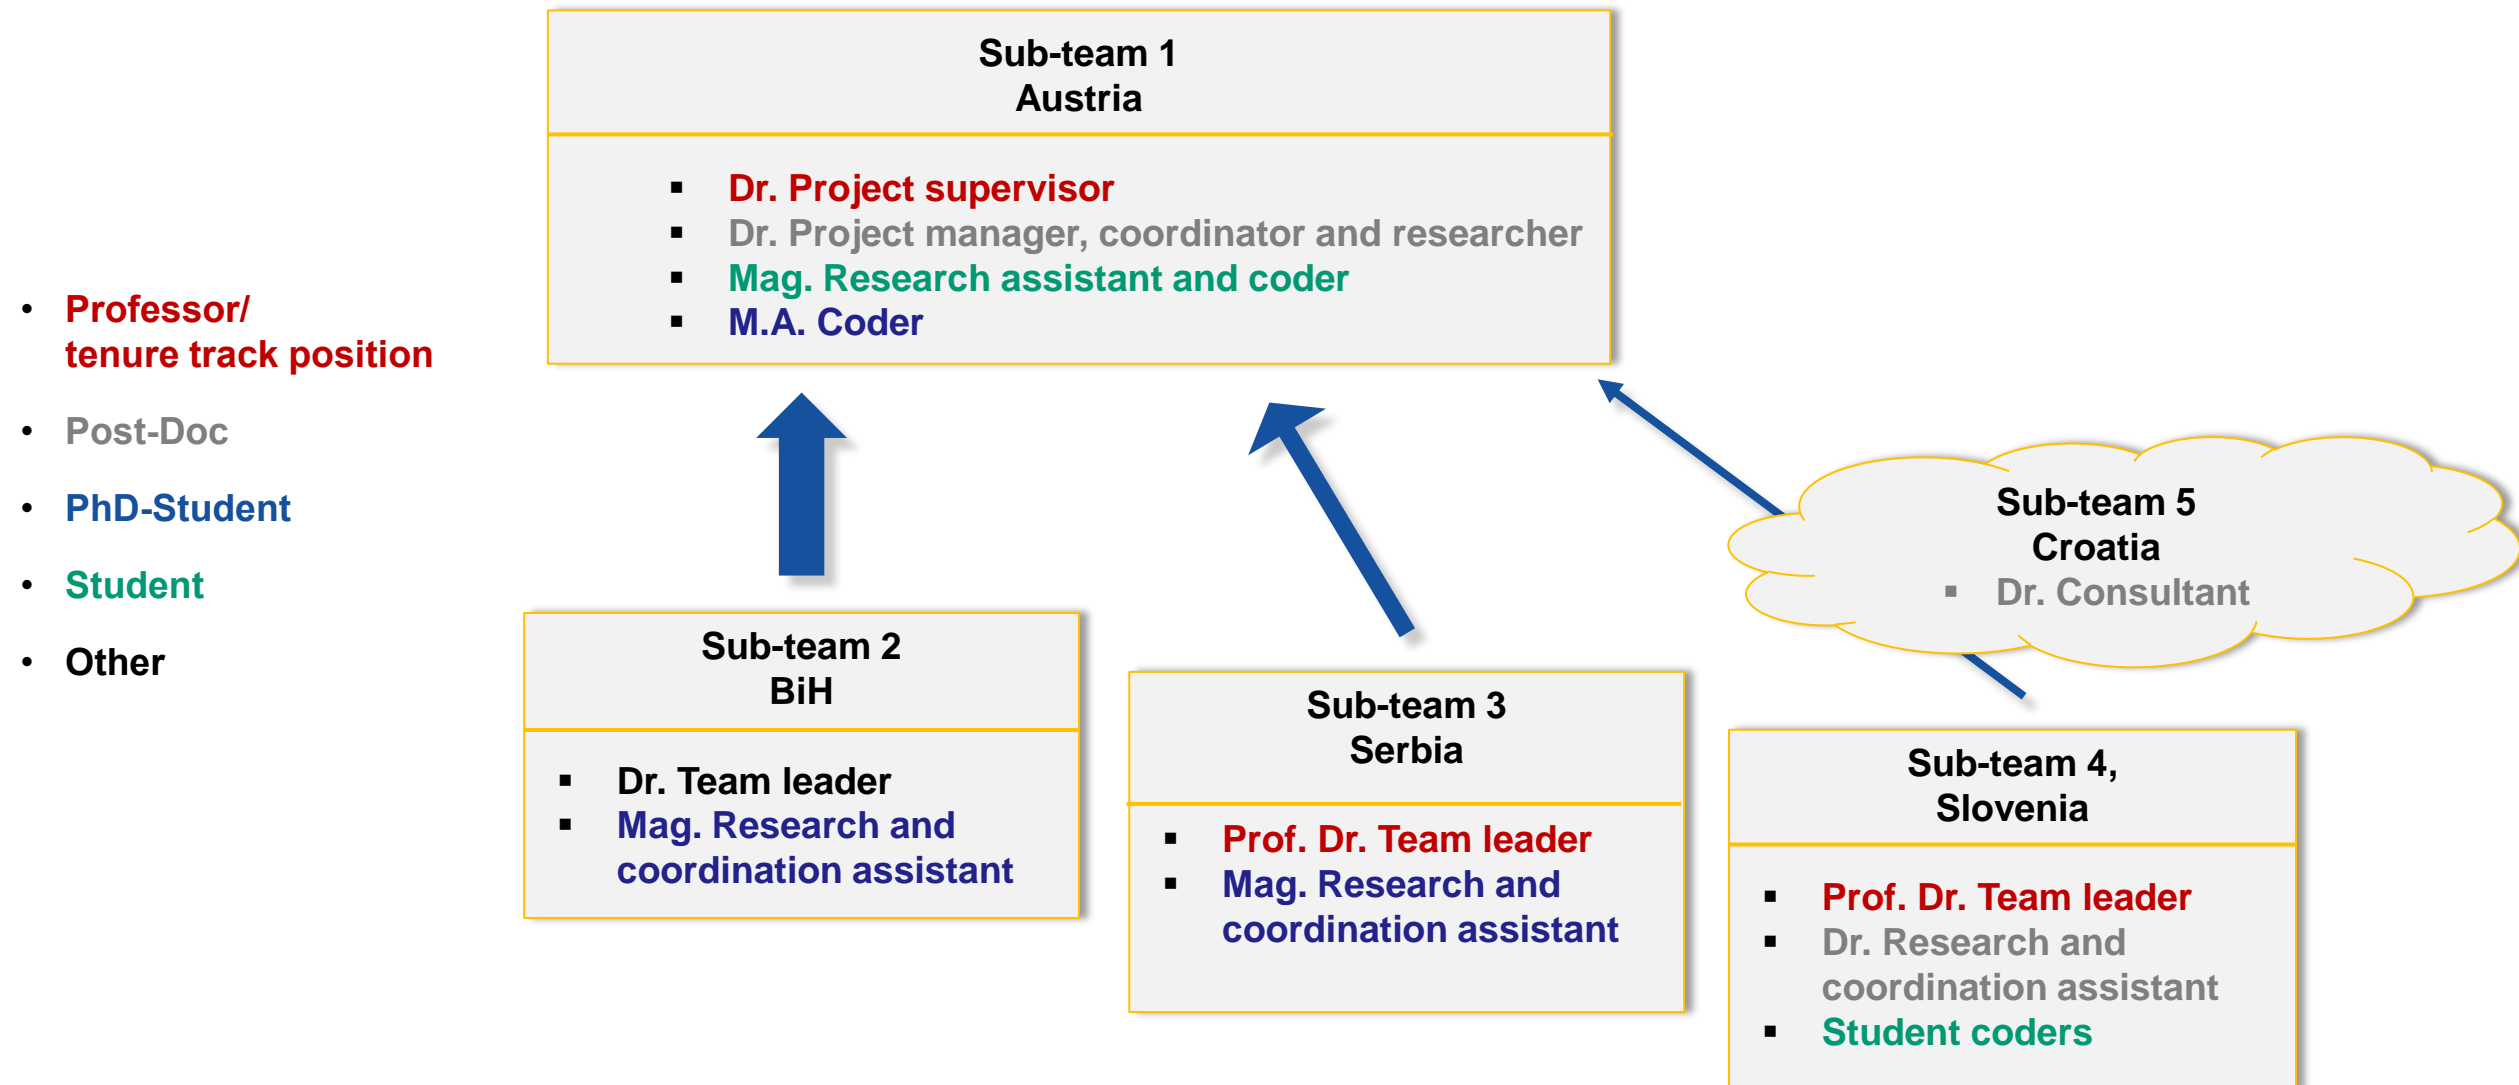 Sub-team 1
Austria
▪ Dr. Project supervisor
▪ Dr. Project manager, coordinator and researcher
▪ Mag. Research assistant and coder
▪ M.A. Coder
• Professor/
tenure track position
• Post-Doc
• PhD-Student
• Student
• Other
Sub-team 5
Croatia
▪ Dr. Consultant
Sub-team 2
BiH
▪ Dr. Team leader
▪ Mag. Research and
coordination assistant
Sub-team 3
Serbia
▪ Prof. Dr. Team leader
▪ Mag. Research and
coordination assistant
Sub-team 4,
Slovenia
▪ Prof. Dr. Team leader
▪ Dr. Research and
coordination assistant
▪ Student coders